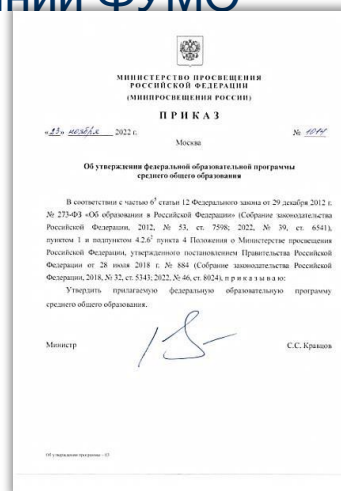 нии ФУМО
МИНИСТЕРСТВО ПРОСВЕЩЕНИЯ
РОССИЙСКОЙ ФЕДЕРАЦИИ
(МИНПРОСВЕЩЕНИЯ РОССИИ)
ПРИКАЗ
«23» ноября 2022 г. № 1014
Москва
Об утверждении федеральной образовательной программы
среднего общего образования
В соответствии с частью 6⁵ статьи 12 Федерального закона от 29 декабря 2012 г.
№ 273-ФЗ «Об образовании в Российской Федерации» (Собрание законодательства
Российской Федерации, 2012, № 53, ст. 7598; 2022, № 39, ст. 6541),
пунктом 1 и подпунктом 4.2.6² пункта 4 Положения о Министерстве просвещения
Российской Федерации, утвержденного постановлением Правительства Российской
Федерации от 28 июля 2018 г. № 884 (Собрание законодательства Российской
Федерации, 2018, № 32, ст. 5343; 2022, № 46, ст. 8024), п р и к а з ы в а ю:
Утвердить прилагаемую федеральную образовательную программу
среднего общего образования.
Министр С.С. Кравцов